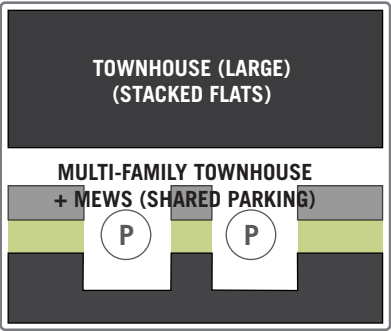 TOWNHOUSE (LARGE)
(STACKED FLATS)
MULTI-FAMILY TOWNHOUSE
+ MEWS (SHARED PARKING)
P P